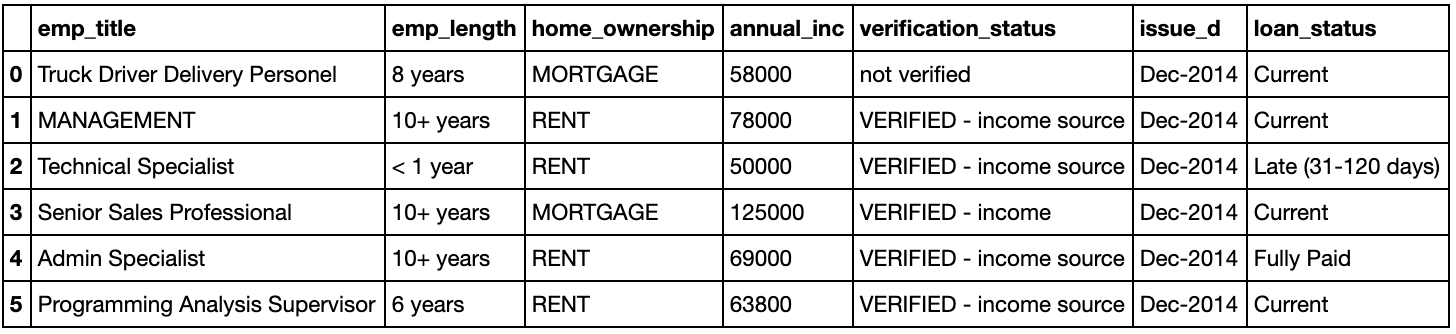 emp_title emp_length home_ownership annual_inc verification_status issue_d loan_status
0 Truck Driver Delivery Personel 8 years MORTGAGE 58000 not verified Dec-2014 Current
1 MANAGEMENT 10+ years RENT 78000 VERIFIED - income source Dec-2014 Current
2 Technical Specialist < 1 year RENT 50000 VERIFIED - income source Dec-2014 Late (31-120 days)
3 Senior Sales Professional 10+ years MORTGAGE 125000 VERIFIED - income Dec-2014 Current
4 Admin Specialist 10+ years RENT 69000 VERIFIED - income source Dec-2014 Fully Paid
5 Programming Analysis Supervisor 6 years RENT 63800 VERIFIED - income source Dec-2014 Current